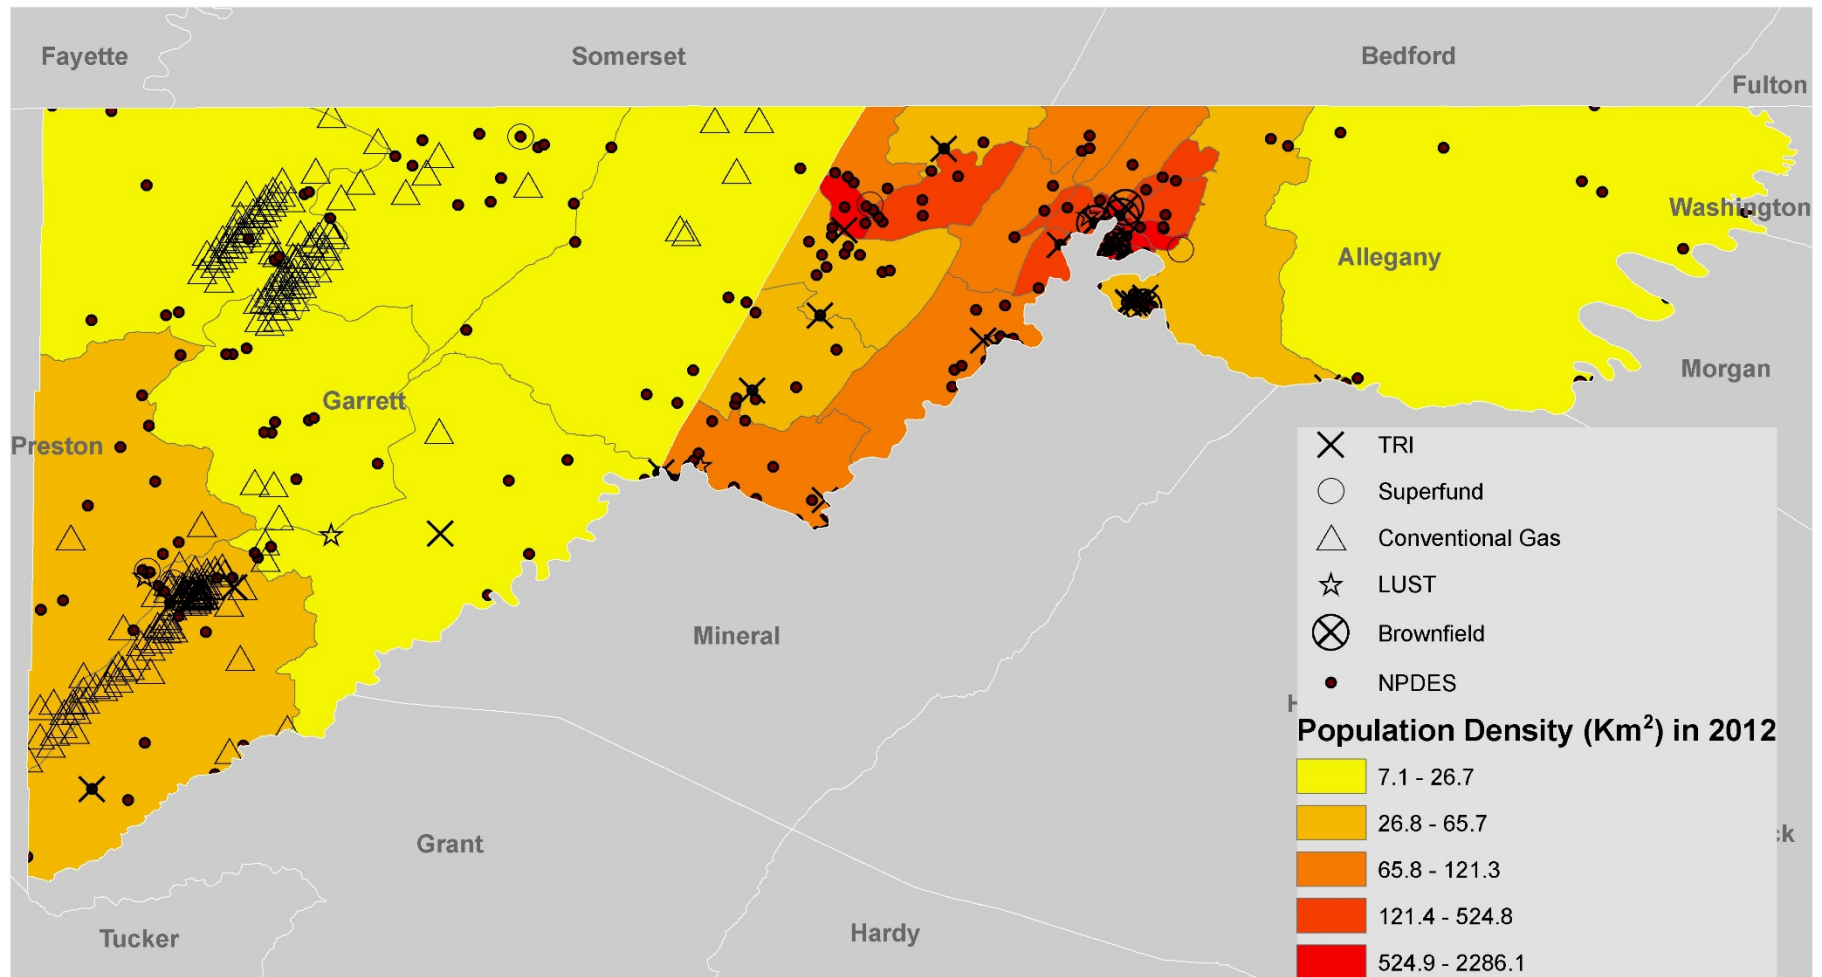 Fayette
Somerset
Bedford
Fulton
Washington
Allegany
Morgan
Garrett
Preston
TRI
Superfund
Conventional Gas
LUST
Mineral
Brownfield
NPDES
H
Population Density (Km²) in 2012
7.1 - 26.7
26.8 - 65.7
ck
Grant
65.8 - 121.3
121.4 - 524.8
Tucker
Hardy
524.9 - 2286.1